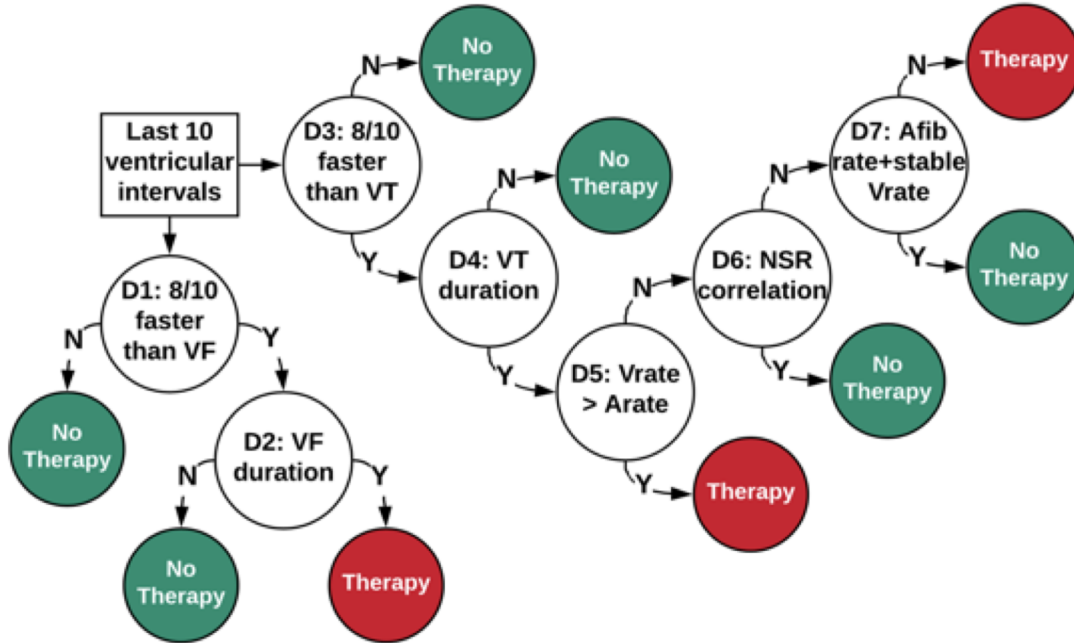 Last 10
ventricular
intervals
D1: 8/10
faster
than VF
N
No
Therapy
Y
D2: VF
duration
N
No
Therapy
Y
Therapy
D3: 8/10
faster
than VT
N
No
Therapy
Y
D4: VT
duration
N
No
Therapy
Y
D5: Vrate
> Arate
Y
Therapy
N
D6: NSR
correlation
Y
No
Therapy
N
D7: Afib
rate+stable
Vrate
N
Therapy
Y
No
Therapy